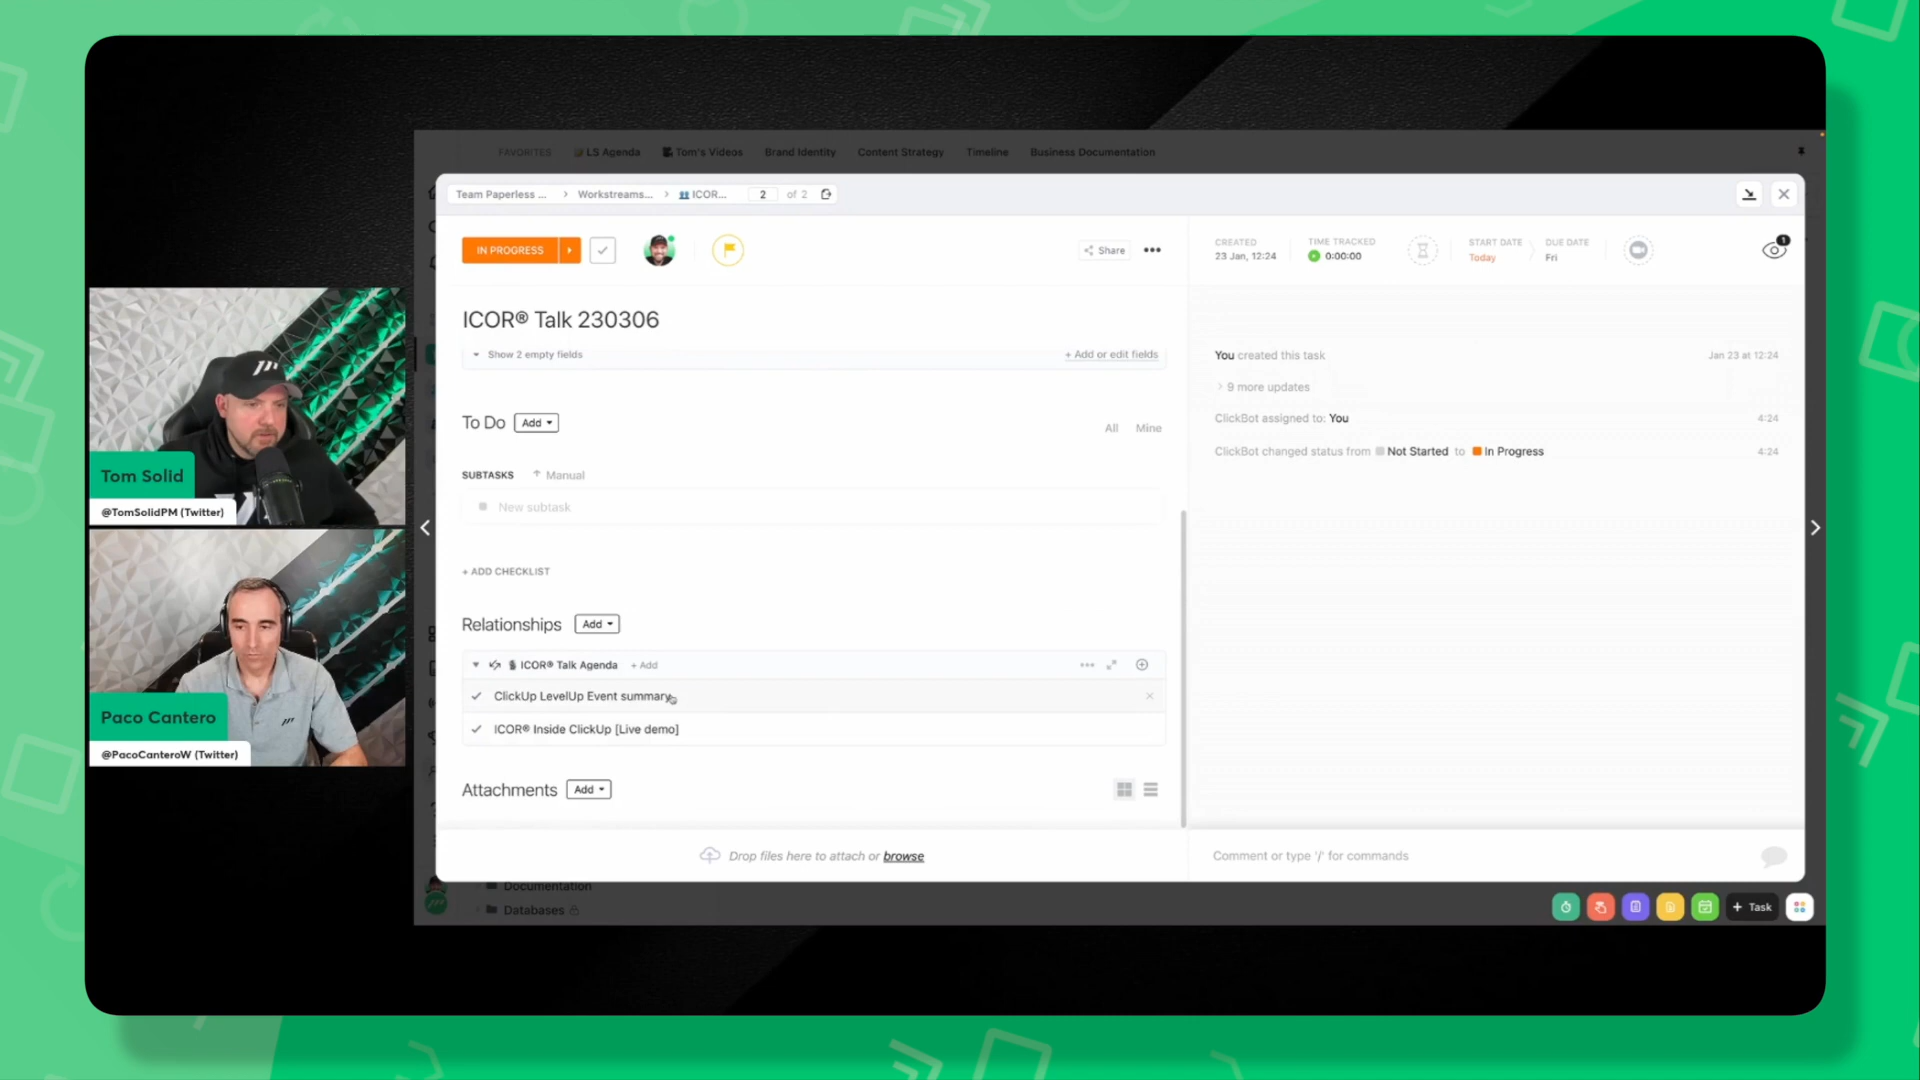 FAVORITES
LS Agenda
Tom's Videos
Brand Identity
Content Strategy
Timeline
Business Documentation
Team Paperless ...
Workstreams...
ICOR...
2
of 2
IN PROGRESS
Share
CREATED
23 Jan, 12:24
TIME TRACKED
0:00:00
START DATE
Today
DUE DATE
Fri
1
ICOR® Talk 230306
Show 2 empty fields
+ Add or edit fields
To Do
Add
All
Mine
SUBTASKS
Manual
New subtask
+ ADD CHECKLIST
Relationships
Add
ICOR® Talk Agenda
+ Add
ClickUp LevelUp Event summary
ICOR® Inside ClickUp [Live demo]
Attachments
Add
Drop files here to attach or browse
You created this task
Jan 23 at 12:24
9 more updates
ClickBot assigned to: You
4:24
ClickBot changed status from Not Started to In Progress
4:24
Comment or type '/' for commands
Documentation
Databases
+ Task
Tom Solid
@TomSolidPM (Twitter)
Paco Cantero
@PacoCanteroW (Twitter)